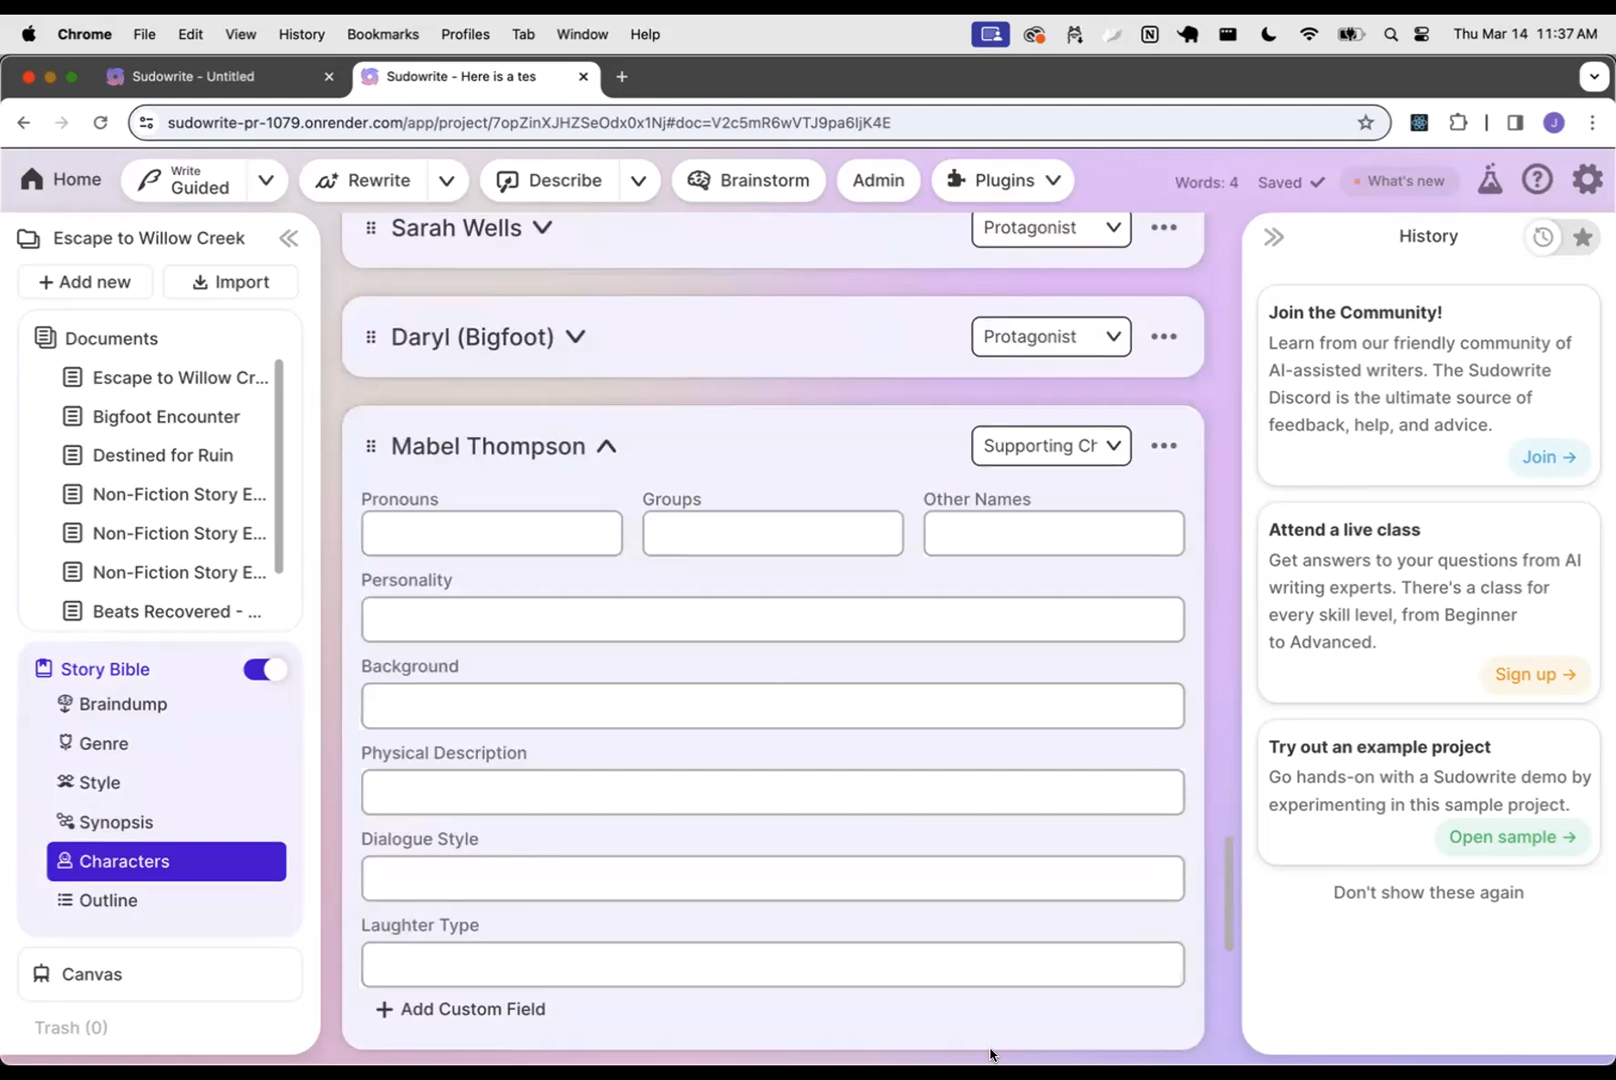 Chrome File Edit View History Bookmarks Profiles Tab Window Help Thu Mar 14 11:37 AM
Sudowrite - Untitled
Sudowrite - Here is a tes
sudowrite-pr-1079.onrender.com/app/project/7opZinXJHZSeOdx0x1Nj#doc=V2c5mR6wVTJ9pa6ljK4E
J
Home
Write
Guided
Rewrite
Describe
Brainstorm
Admin
Plugins
Words: 4
Saved
What's new
Escape to Willow Creek
+ Add new
Import
Documents
Escape to Willow Cr...
Bigfoot Encounter
Destined for Ruin
Non-Fiction Story E...
Non-Fiction Story E...
Non-Fiction Story E...
Beats Recovered - ...
Story Bible
Braindump
Genre
Style
Synopsis
Characters
Outline
Canvas
Trash (0)
Sarah Wells
Protagonist
Daryl (Bigfoot)
Protagonist
Mabel Thompson
Supporting Ch
Pronouns
Groups
Other Names
Personality
Background
Physical Description
Dialogue Style
Laughter Type
+ Add Custom Field
History
Join the Community!
Learn from our friendly community of
AI-assisted writers. The Sudowrite
Discord is the ultimate source of
feedback, help, and advice.
Join →
Attend a live class
Get answers to your questions from AI
writing experts. There's a class for
every skill level, from Beginner
to Advanced.
Sign up →
Try out an example project
Go hands-on with a Sudowrite demo by
experimenting in this sample project.
Open sample →
Don't show these again